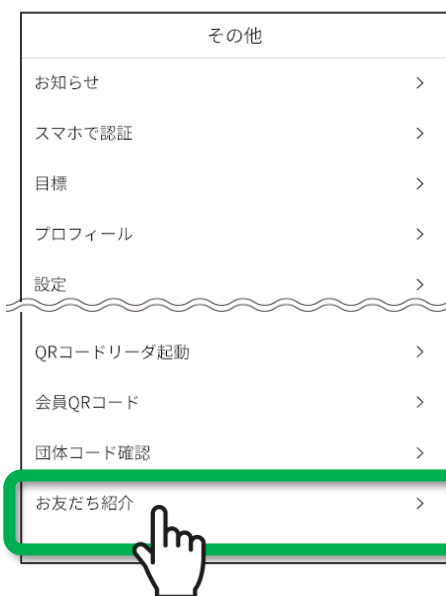 その他
お知らせ
スマホで認証
目標
プロフィール
設定
QRコードリーダ起動
会員QRコード
団体コード確認
お友だち紹介